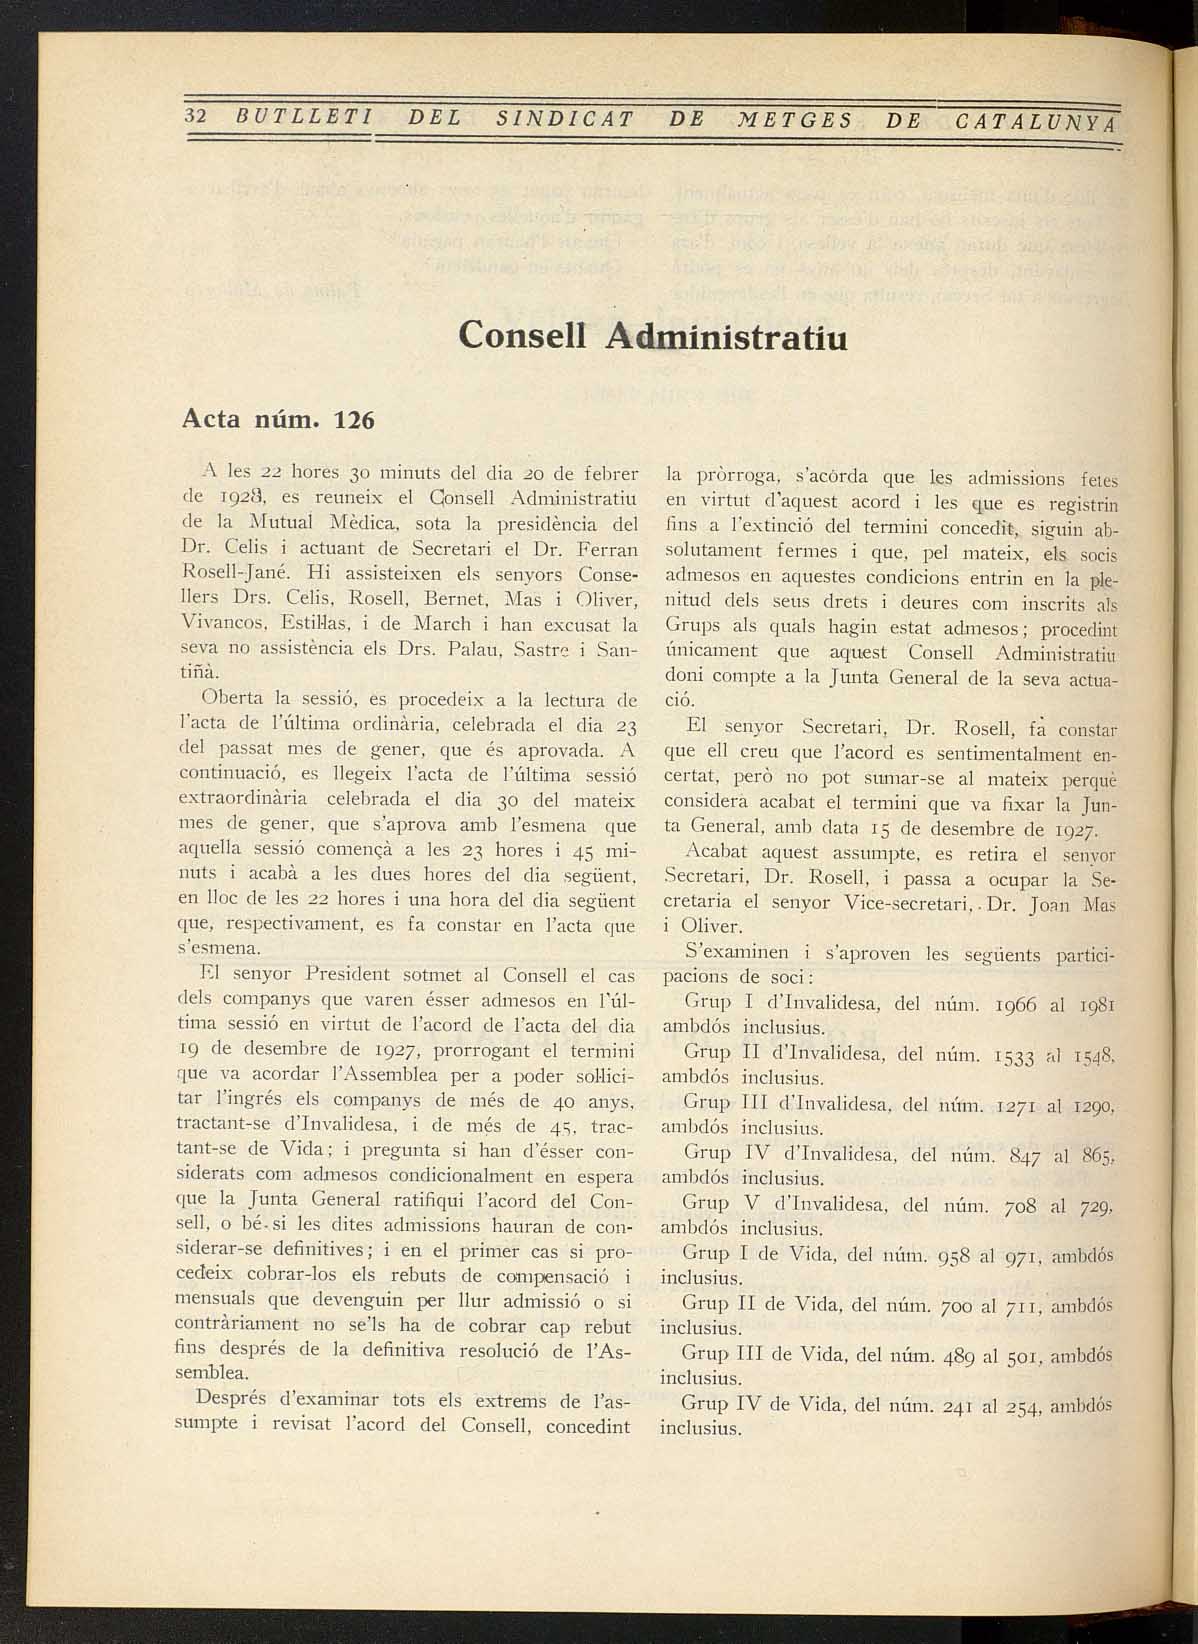 32 BUTLLETI DEL SINDICAT DE METGES DE CATALUNYA
Consell Administratiu
Acta núm. 126
A les 22 hores 30 minuts del dia 20 de febrer
de 1928, es reuneix el Consell Administratiu
de la Mutual Mèdica, sota la presidència del
Dr. Celis i actuant de Secretari el Dr. Ferran
Rosell-Jané. Hi assisteixen els senyors Conse-
llers Drs. Celis, Rosell, Bernet, Mas i Oliver,
Vivancos, Estil·las, i de March i han excusat la
seva no assistència els Drs. Palau, Sastre i San-
tiñà.
Oberta la sessió, es procedeix a la lectura de
l'acta de l'última ordinària, celebrada el dia 23
del passat mes de gener, que és aprovada. A
continuació, es llegeix l'acta de l'última sessió
extraordinària celebrada el dia 30 del mateix
mes de gener, que s'aprova amb l'esmena que
aquella sessió començà a les 23 hores i 45 mi-
nuts i acabà a les dues hores del dia següent,
en lloc de les 22 hores i una hora del dia següent
que, respectivament, es fa constar en l'acta que
s'esmena.
El senyor President sotmet al Consell el cas
dels companys que varen ésser admesos en l'úl-
tima sessió en virtut de l'acord de l'acta del dia
19 de desembre de 1927, prorrogant el termini
que va acordar l'Assemblea per a poder sol·lici-
tar l'ingrés els companys de més de 40 anys,
tractant-se d'Invalidesa, i de més de 45, trac-
tant-se de Vida; i pregunta si han d'ésser con-
siderats com admesos condicionalment en espera
que la Junta General ratifiqui l'acord del Con-
sell, o bé si les dites admissions hauran de con-
siderar-se definitives; i en el primer cas si pro-
cedeix cobrar-los els rebuts de compensació i
mensuals que devenguin per llur admissió o si
contràriament no se'ls ha de cobrar cap rebut
fins després de la definitiva resolució de l'As-
semblea.
Després d'examinar tots els extrems de l'as-
sumpte i revisat l'acord del Consell, concedint
la pròrroga, s'acórda que les admissions fetes
en virtut d'aquest acord i les que es registrin
fins a l'extinció del termini concedit, siguin ab-
solutament fermes i que, pel mateix, els socis
admesos en aquestes condicions entrin en la ple-
nitud dels seus drets i deures com inscrits als
Grups als quals hagin estat admesos; procedint
únicament que aquest Consell Administratiu
doni compte a la Junta General de la seva actua-
ció.
El senyor Secretari, Dr. Rosell, fà constar
que ell creu que l'acord es sentimentalment en-
certat, però no pot sumar-se al mateix perquè
considera acabat el termini que va fixar la Jun-
ta General, amb data 15 de desembre de 1927.
Acabat aquest assumpte, es retira el senyor
Secretari, Dr. Rosell, i passa a ocupar la Se-
cretaria el senyor Vice-secretari, Dr. Joan Mas
i Oliver.
S'examinen i s'aproven les següents partici-
pacions de soci:
Grup I d'Invalidesa, del núm. 1966 al 1981
ambdós inclusius.
Grup II d'Invalidesa, del núm. 1533 al 1548,
ambdós inclusius.
Grup III d'Invalidesa, del núm. 1271 al 1290,
ambdós inclusius.
Grup IV d'Invalidesa, del núm. 847 al 865,
ambdós inclusius.
Grup V d'Invalidesa, del núm. 708 al 729,
ambdós inclusius.
Grup I de Vida, del núm. 958 al 971, ambdós
inclusius.
Grup II de Vida, del núm. 700 al 711, ambdós
inclusius.
Grup III de Vida, del núm. 489 al 501, ambdós
inclusius.
Grup IV de Vida, del núm. 241 al 254, ambdós
inclusius.